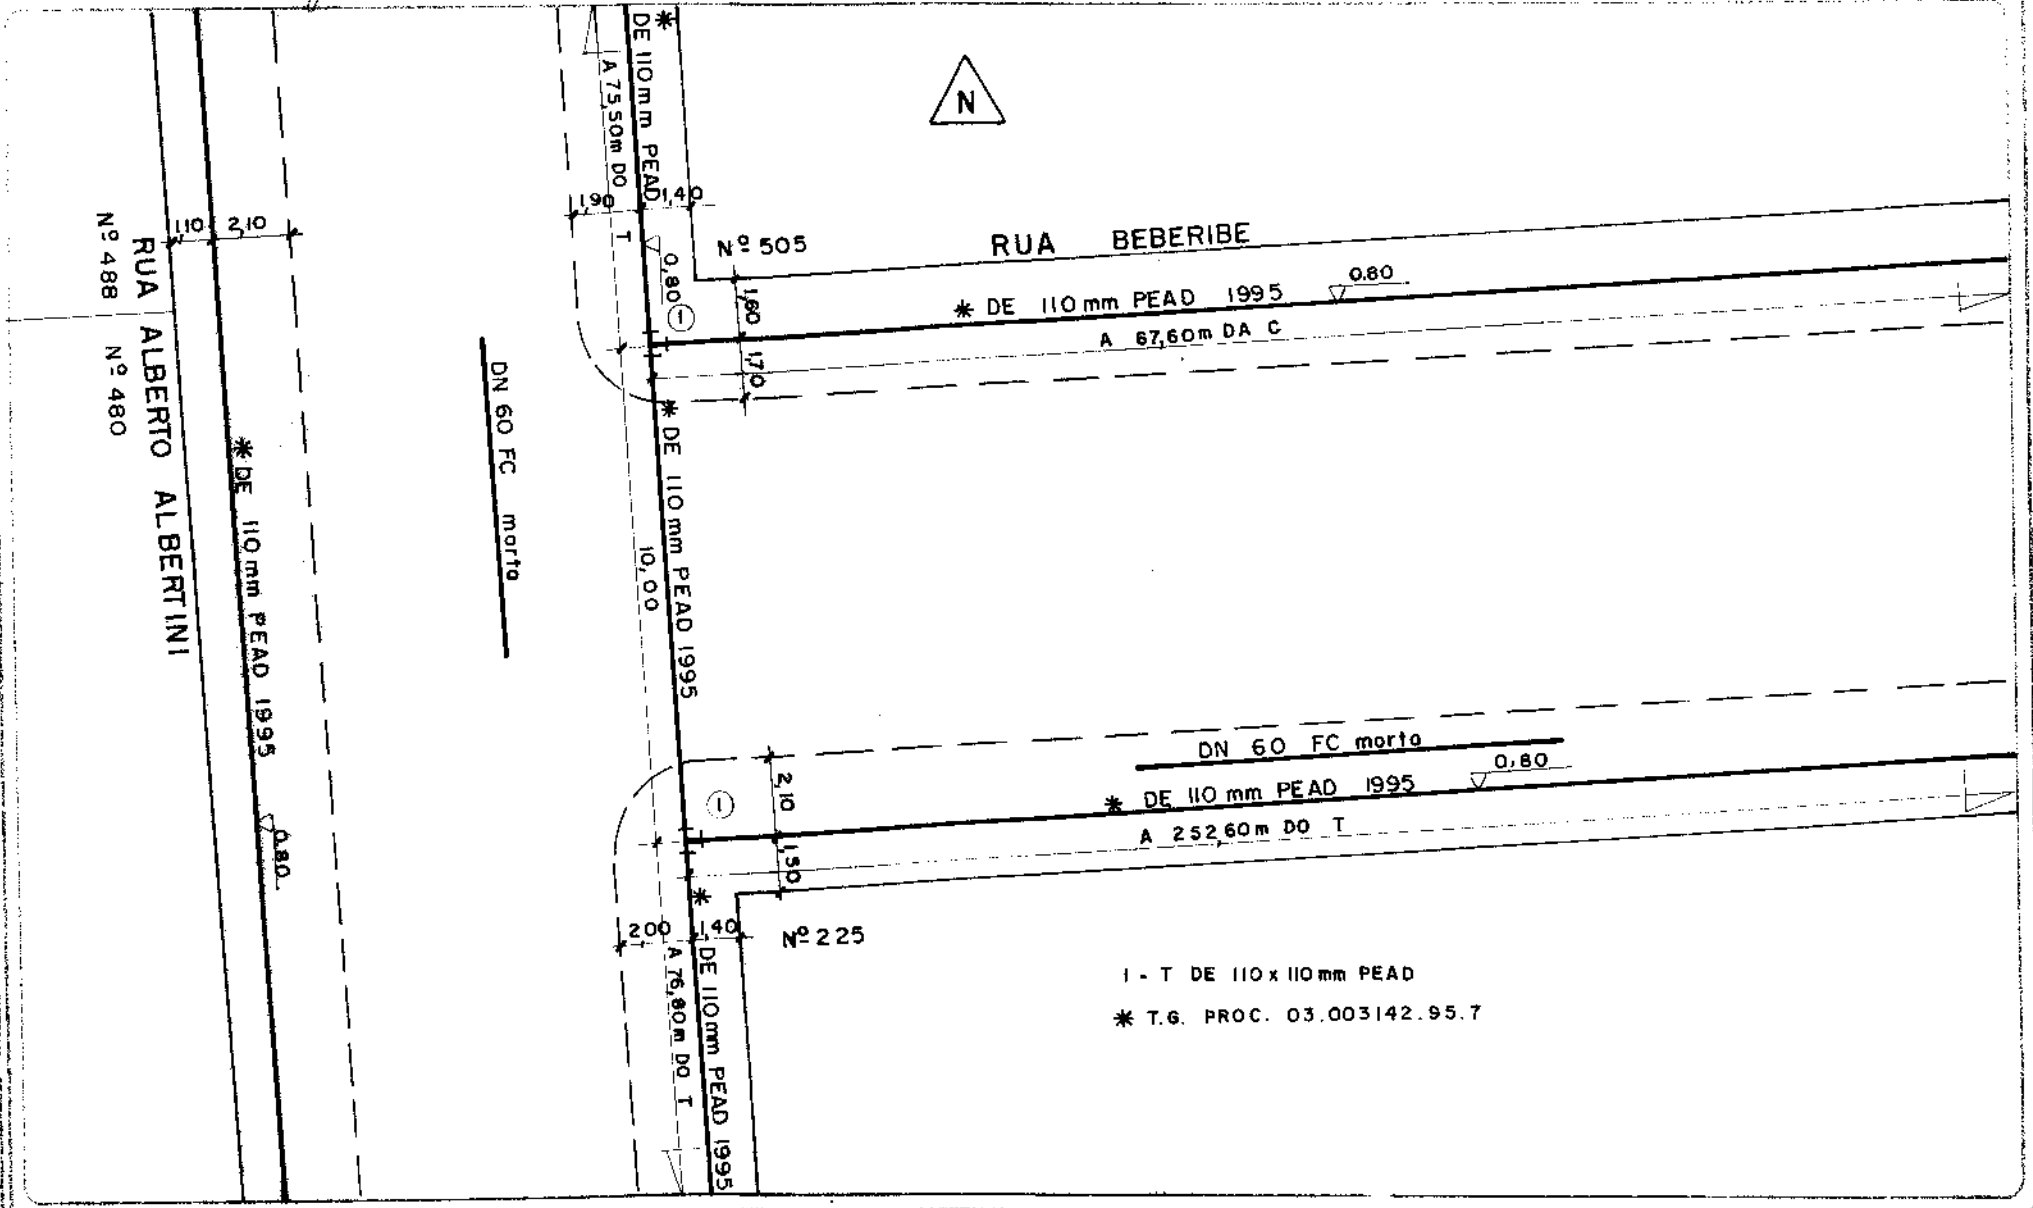 * DE 110mm PEAD
A 75,50m DO T
N
1,90
1,40
Nº 505
RUA BEBERIBE
1,10
2,10
Nº 488
RUA ALBERTO ALBERTINI
Nº 480
0,80
1
1,60
1,70
* DE 110mm PEAD 1995
0.80
A 67,60m DA C
DN 60 FC morto
* DE 110mm PEAD 1995
* DE 110mm PEAD 1995
10,00
0,80
DN 60 FC morto
0,80
* DE 110mm PEAD 1995
A 252,60m DO T
1
2,10
1,50
2,00
1,40
Nº 225
* DE 110mm PEAD 1995
A 76,80m DO T
1 - T DE 110 x 110mm PEAD
* T.G. PROC. 03.003142.95.7